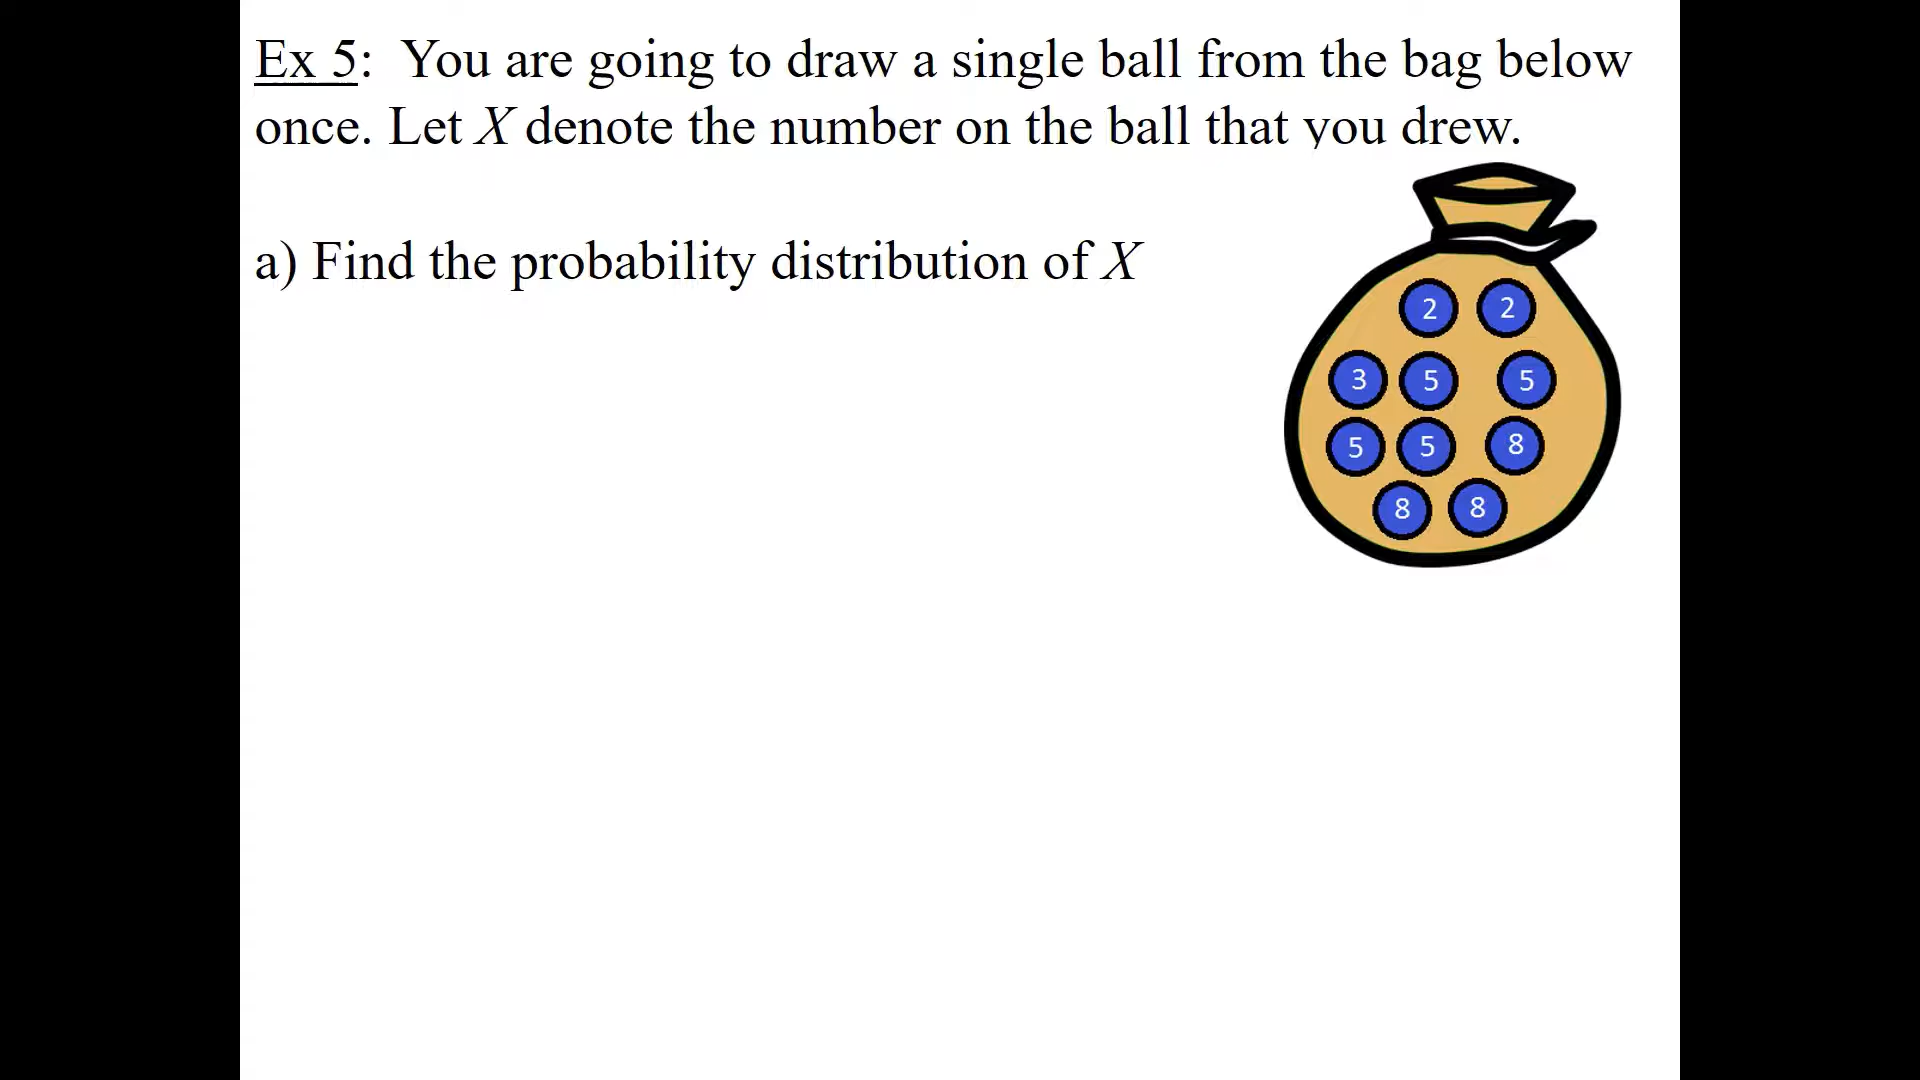 Ex 5: You are going to draw a single ball from the bag below
once. Let X denote the number on the ball that you drew.
a) Find the probability distribution of X
2 2
3 5 5
5 5 8
8 8